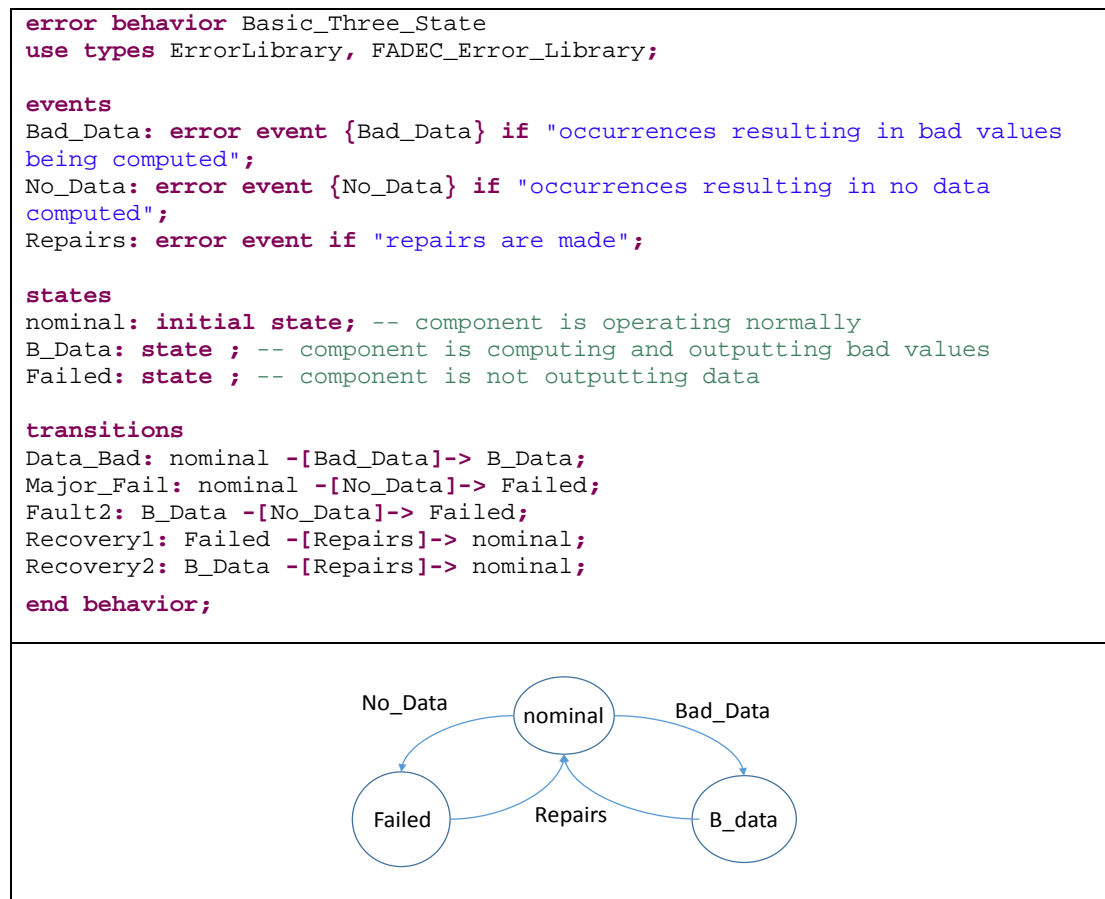 error behavior Basic_Three_State
use types ErrorLibrary, FADEC_Error_Library;
events
Bad_Data: error event {Bad_Data} if "occurrences resulting in bad values
being computed";
No_Data: error event {No_Data} if "occurrences resulting in no data
computed";
Repairs: error event if "repairs are made";
states
nominal: initial state; -- component is operating normally
B_Data: state ; -- component is computing and outputting bad values
Failed: state ; -- component is not outputting data
transitions
Data_Bad: nominal -[Bad_Data]-> B_Data;
Major_Fail: nominal -[No_Data]-> Failed;
Fault2: B_Data -[No_Data]-> Failed;
Recovery1: Failed -[Repairs]-> nominal;
Recovery2: B_Data -[Repairs]-> nominal;
end behavior;
No_Data
nominal
Bad_Data
Failed
Repairs
B_data